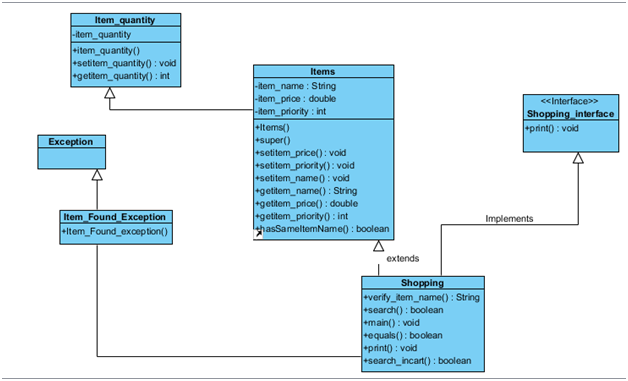 Item_quantity
-item_quantity
+item_quantity()
+setitem_quantity() : void
+getitem_quantity() : int
Items
-item_name : String
-item_price : double
-item_priority : int
+Items()
+super()
+setitem_price() : void
+setitem_priority() : void
+setitem_name() : void
+getitem_name() : String
+getitem_price() : double
+getitem_priority() : int
+hasSameItemName() : boolean
<<Interface>>
Shopping_interface
+print() : void
Exception
Item_Found_Exception
+Item_Found_exception()
Implements
extends
Shopping
+verify_item_name() : String
+search() : boolean
+main() : void
+equals() : boolean
+print() : void
+search_incart() : boolean